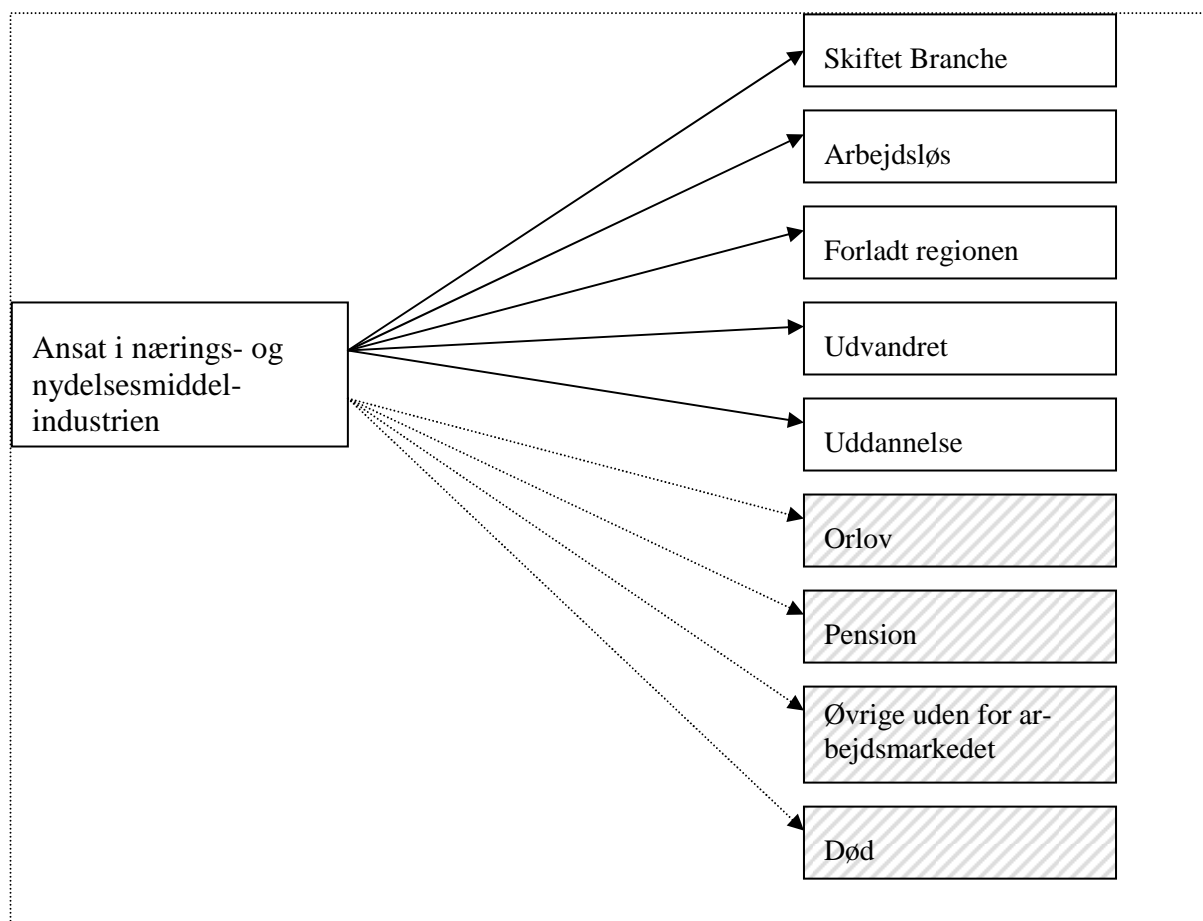 Skiftet Branche
Arbejdsløs
Forladt regionen
Udvandret
Ansat i nærings- og
nydelsesmiddel-
industrien
Uddannelse
Orlov
Pension
Øvrige uden for ar-
bejdsmarkedet
Død